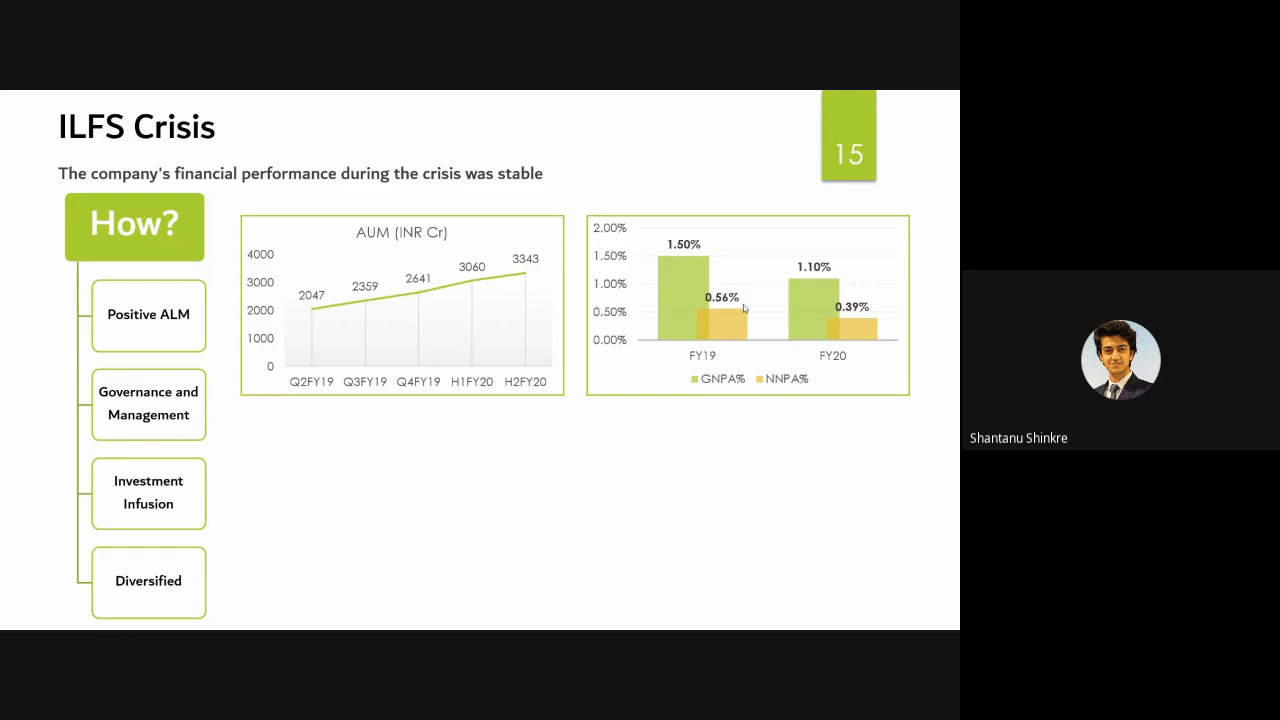 ILFS Crisis
15
The company's financial performance during the crisis was stable
How?
Positive ALM
Governance and
Management
Investment
Infusion
Diversified
AUM (INR Cr)
4000
3000
2000
1000
0
2047
2359
2641
3060
3343
Q2FY19 Q3FY19 Q4FY19 H1FY20 H2FY20
2.00%
1.50%
1.00%
0.50%
0.00%
1.50%
0.56%
1.10%
0.39%
FY19 FY20
GNPA% NNPA%
Shantanu Shinkre